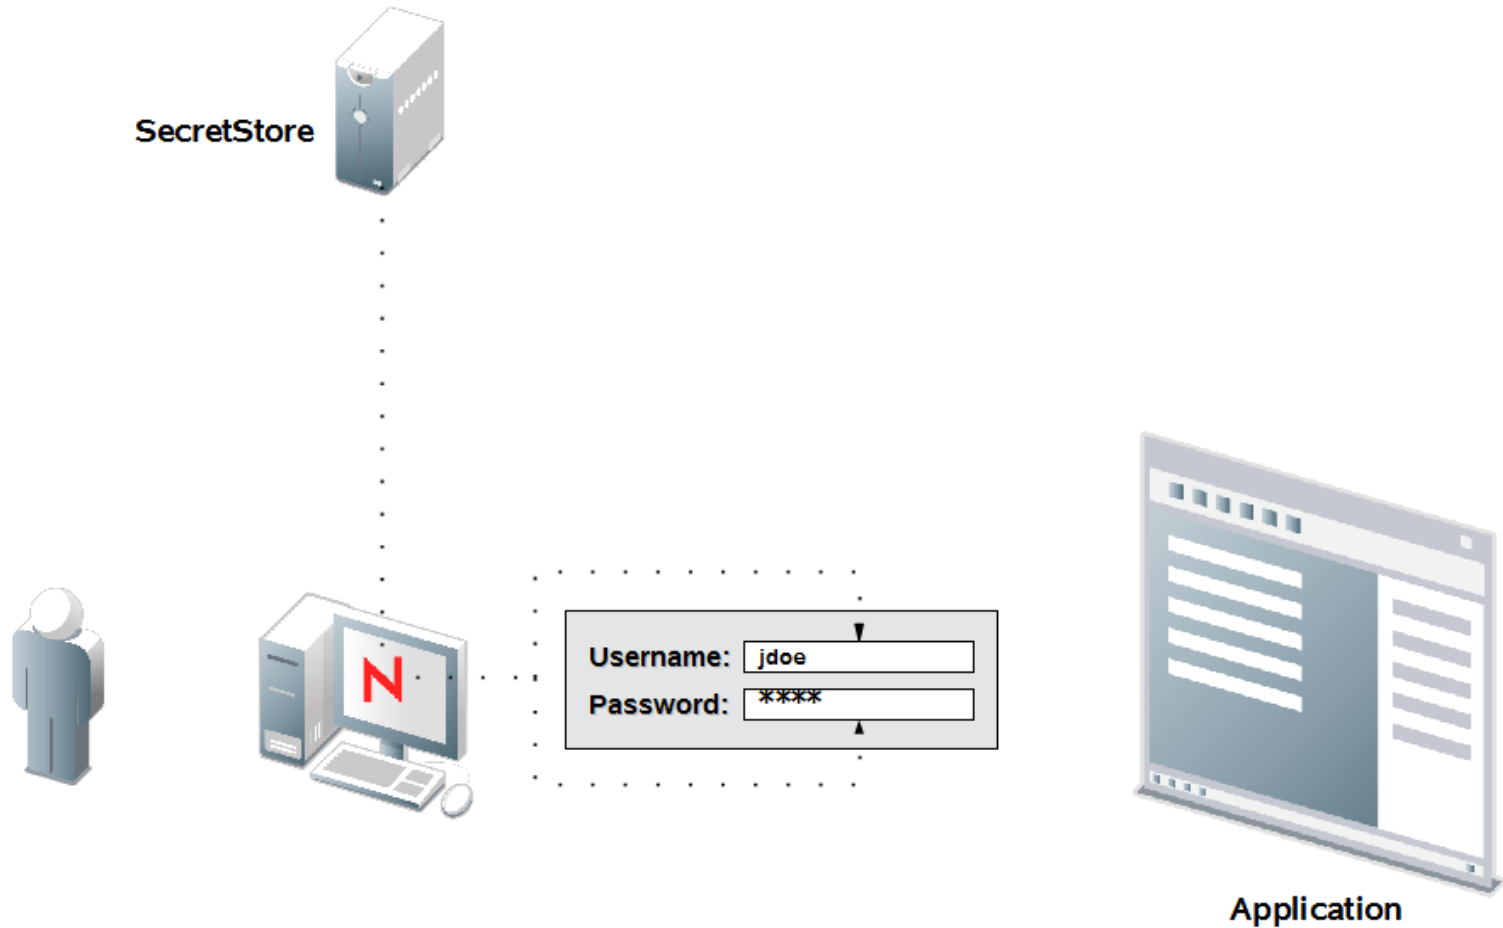 SecretStore
N
Username: jdoe
Password: ****
Application